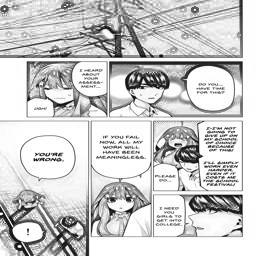 DO YOU...
HAVE TIME
FOR THIS?
I HEARD
ABOUT
YOUR
ASSESS-
MENT...
UGH!
I-I'M NOT
GOING TO
GIVE UP ON
MY SCHOOL
OF CHOICE
BECAUSE
OF THIS!
I'LL SIMPLY
WORK EVEN
HARDER,
EVEN IF IT
COSTS ME
THE SCHOOL
FESTIVAL!
PLEASE
DO...
IF YOU FAIL
NOW, ALL MY
WORK WILL
HAVE BEEN
MEANINGLESS.
I NEED
YOU GIRLS
TO GET
INTO
COLLEGE.
YOU'RE
WRONG.
!